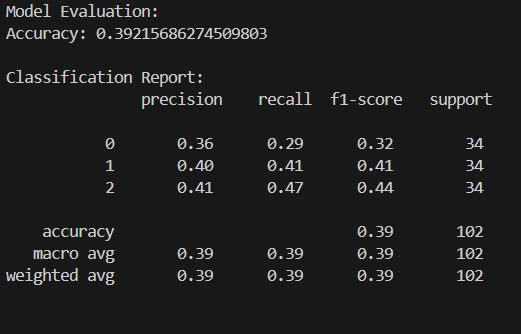 Model Evaluation:
Accuracy: 0.39215686274509803
Classification Report:
precision recall f1-score support
0 0.36 0.29 0.32 34
1 0.40 0.41 0.41 34
2 0.41 0.47 0.44 34
accuracy 0.39 102
macro avg 0.39 0.39 0.39 102
weighted avg 0.39 0.39 0.39 102